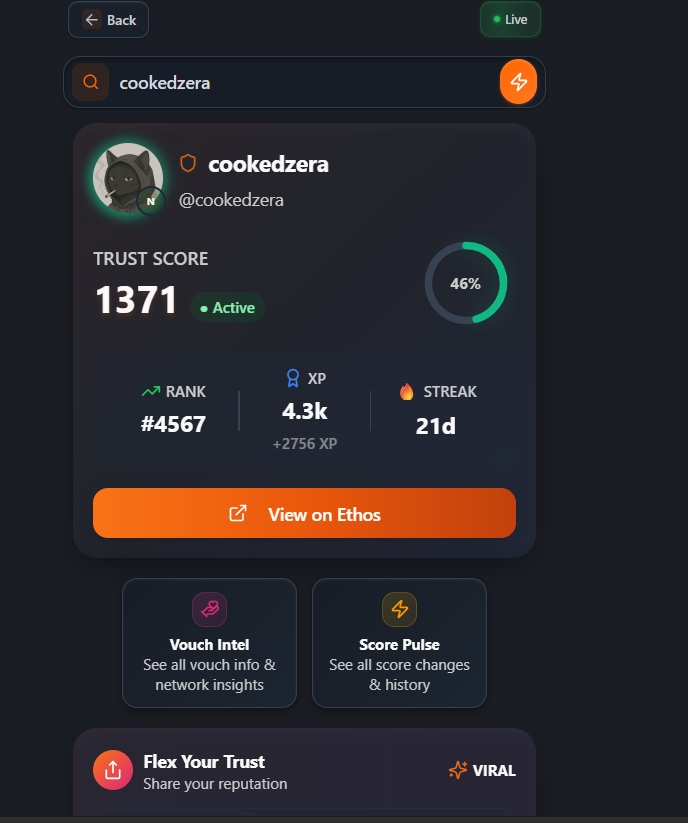 Back
Live
cookedzera
cookedzera
N
@cookedzera
TRUST SCORE
46%
1371
Active
RANK
#4567
XP
4.3k
+2756 XP
STREAK
21d
View on Ethos
Vouch Intel
See all vouch info &
network insights
Score Pulse
See all score changes
& history
Flex Your Trust
Share your reputation
VIRAL